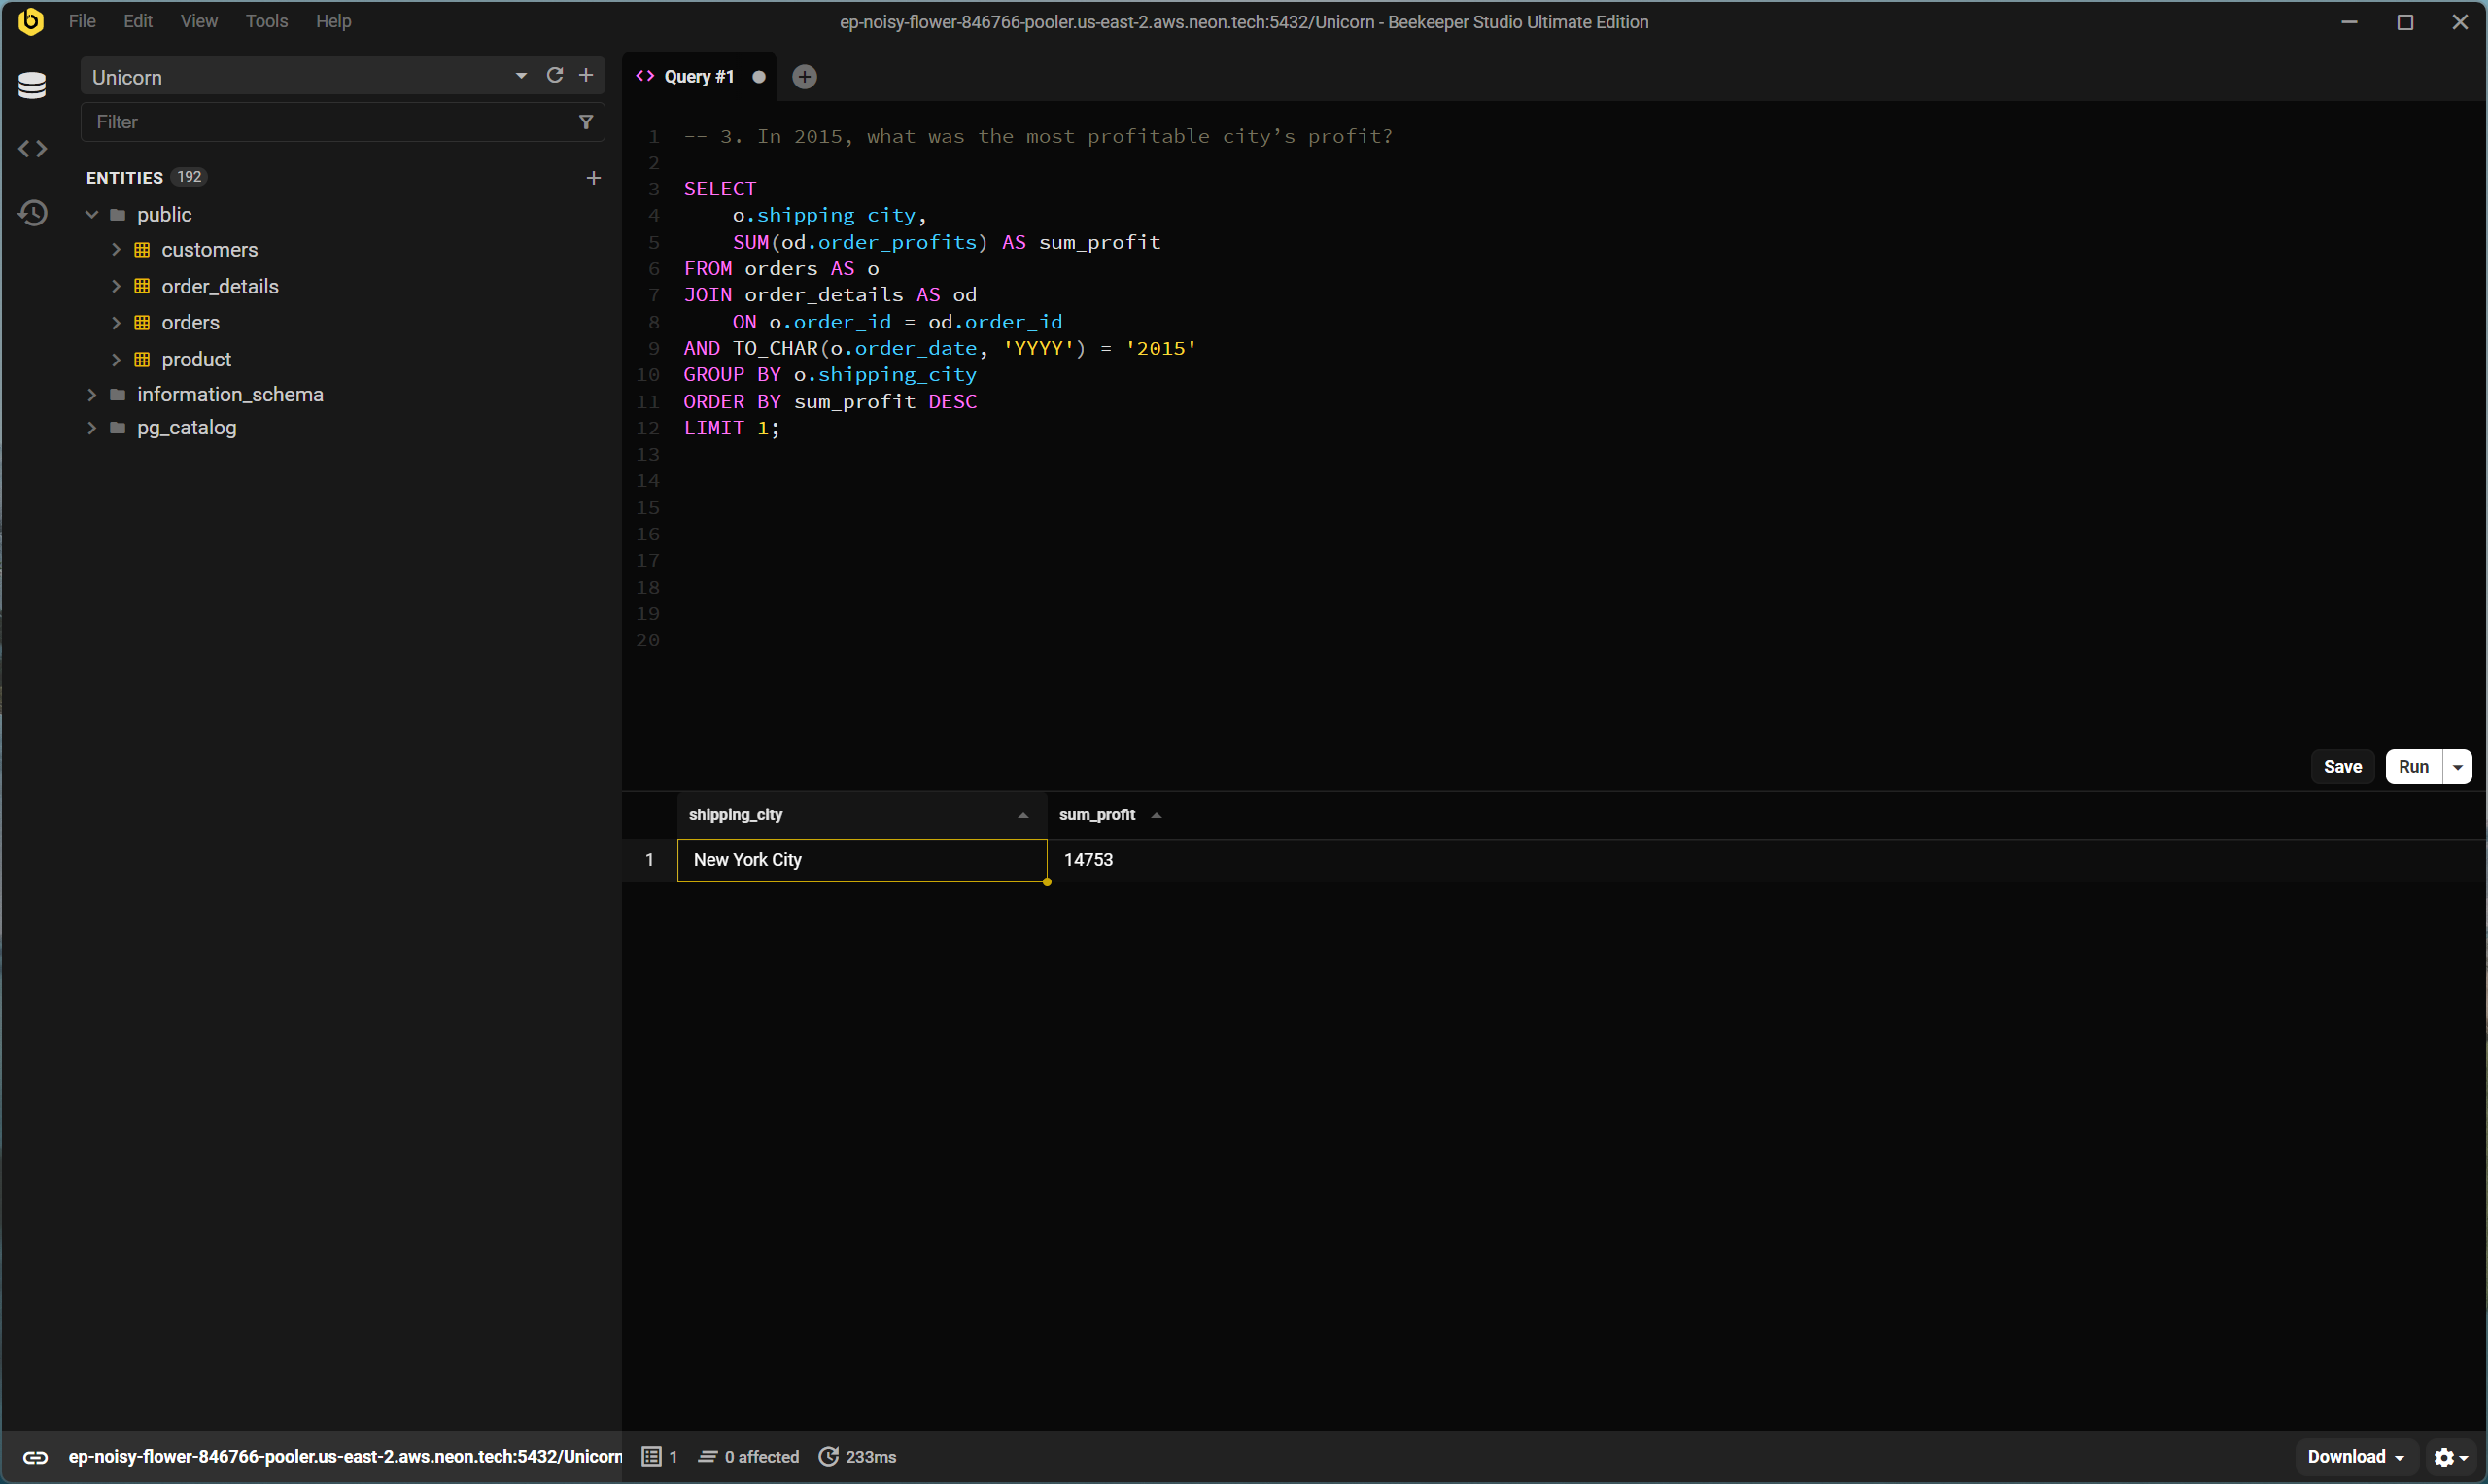 File Edit View Tools Help
ep-noisy-flower-846766-pooler.us-east-2.aws.neon.tech:5432/Unicorn - Beekeeper Studio Ultimate Edition
Unicorn
Filter
ENTITIES 192
public
customers
order_details
orders
product
information_schema
pg_catalog
Query #1
1 -- 3. In 2015, what was the most profitable city’s profit?
2
3 SELECT
4     o.shipping_city,
5     SUM(od.order_profits) AS sum_profit
6 FROM orders AS o
7 JOIN order_details AS od
8     ON o.order_id = od.order_id
9 AND TO_CHAR(o.order_date, 'YYYY') = '2015'
10 GROUP BY o.shipping_city
11 ORDER BY sum_profit DESC
12 LIMIT 1;
13
14
15
16
17
18
19
20
Save Run
shipping_city sum_profit
1 New York City 14753
ep-noisy-flower-846766-pooler.us-east-2.aws.neon.tech:5432/Unicorn
1 0 affected 233ms
Download